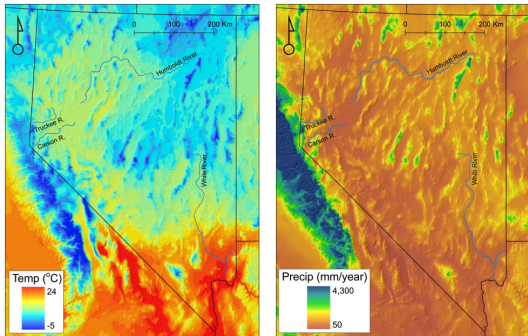 0 100 200 Km
Humboldt River
Truckee R.
Carson R.
White River
Temp (°C)
24
-5
0 100 200 Km
Humboldt River
Truckee R.
Carson R.
White River
Precip (mm/year)
4,300
50